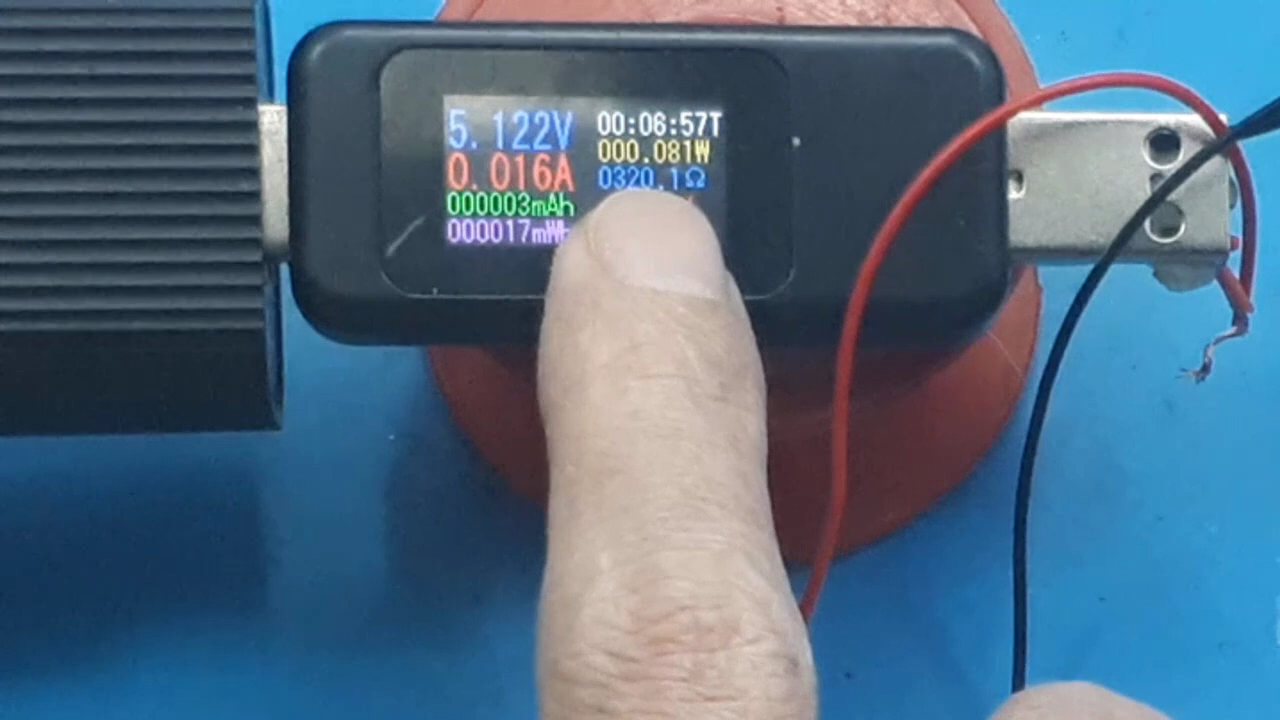 5.122V
0.016A
000003mAh
000017mWh
00:06:57T
000.081W
0320.1Ω